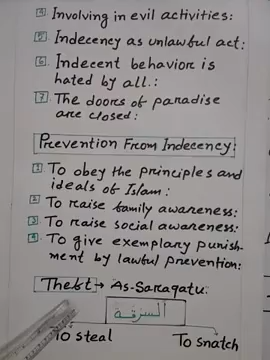 4 Involving in evil activities:
5 Indecency as unlawful act:
6 Indecent behavior is
hated by all.:
7 The doors of paradise
are closed:
Prevention From Indecency:
1 To obey the principles and
ideals of Islam:
2 To raise family awareness:
3 To raise social awareness:
4 To give exemplary punish-
ment by lawful prevention:
Theft → As-Saraqatu.
السرقة
To steal To snatch